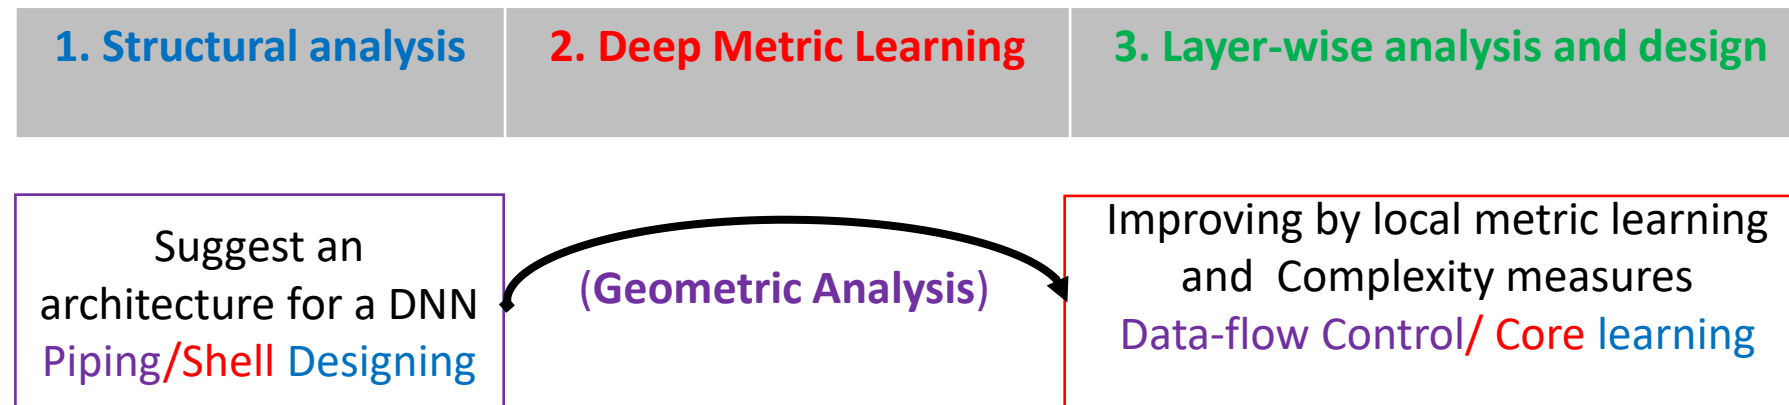 1. Structural analysis
2. Deep Metric Learning
3. Layer-wise analysis and design
Suggest an
architecture for a DNN
Piping/Shell Designing
(Geometric Analysis)
Improving by local metric learning
and Complexity measures
Data-flow Control/ Core learning